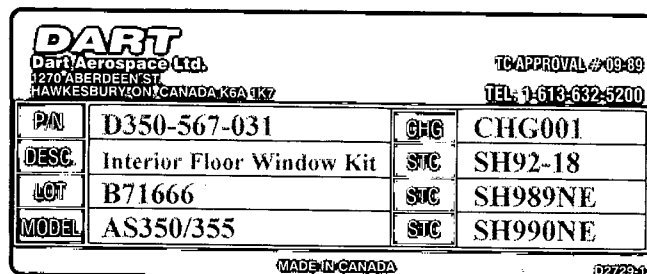 DART
Dart Aerospace Ltd.
1270 ABERDEEN ST.
HAWKESBURY, ON, CANADA K6A 1K7
TC APPROVAL # 09-89
TEL: 1-613-632-5200
P/N D350-567-031 CHG CHG001
DESC. Interior Floor Window Kit STC SH92-18
LOT B71666 STC SH989NE
MODEL AS350/355 STC SH990NE
MADE IN CANADA
D2729-1